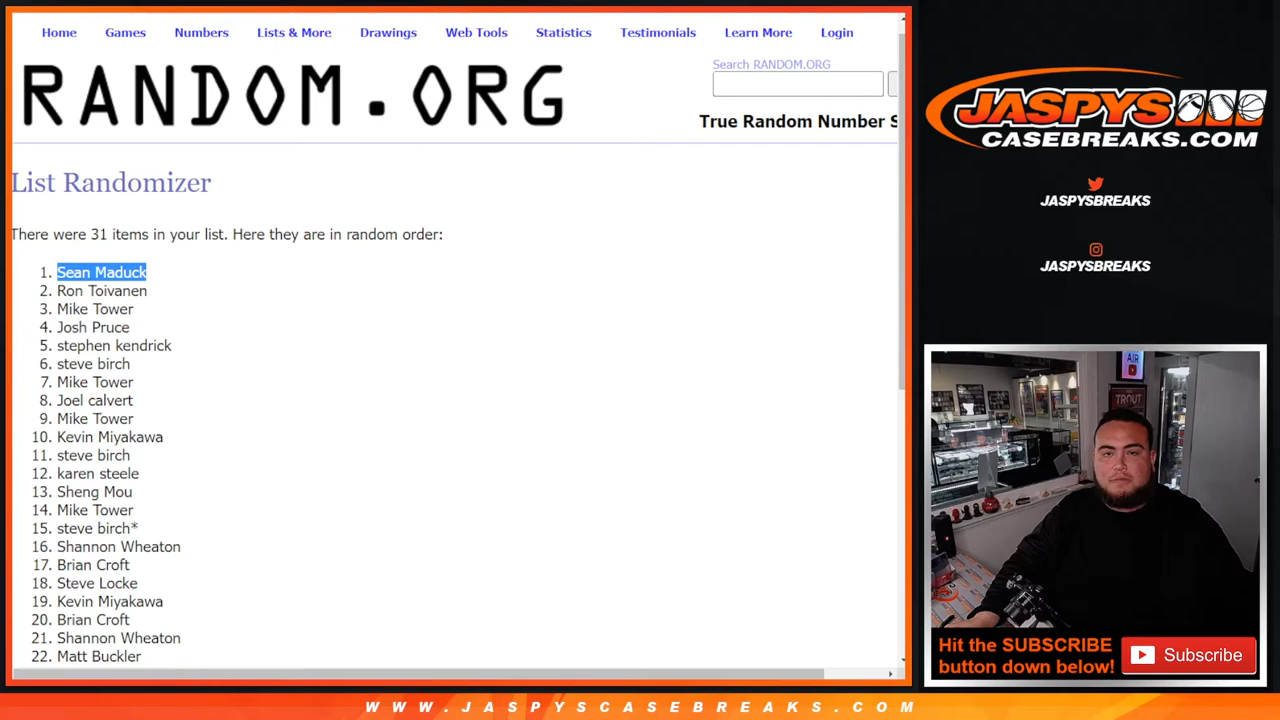 Home Games Numbers Lists & More Drawings Web Tools Statistics Testimonials Learn More Login
RANDOM.ORG
Search RANDOM.ORG
True Random Number S
List Randomizer
There were 31 items in your list. Here they are in random order:
1. Sean Maduck
2. Ron Toivanen
3. Mike Tower
4. Josh Pruce
5. stephen kendrick
6. steve birch
7. Mike Tower
8. Joel calvert
9. Mike Tower
10. Kevin Miyakawa
11. steve birch
12. karen steele
13. Sheng Mou
14. Mike Tower
15. steve birch*
16. Shannon Wheaton
17. Brian Croft
18. Steve Locke
19. Kevin Miyakawa
20. Brian Croft
21. Shannon Wheaton
22. Matt Buckler
JASPYS
CASEBREAKS.COM
JASPYSBREAKS
JASPYSBREAKS
AIR
TROUT
Hit the SUBSCRIBE
button down below!
Subscribe
WWW.JASPYSCASEBREAKS.COM